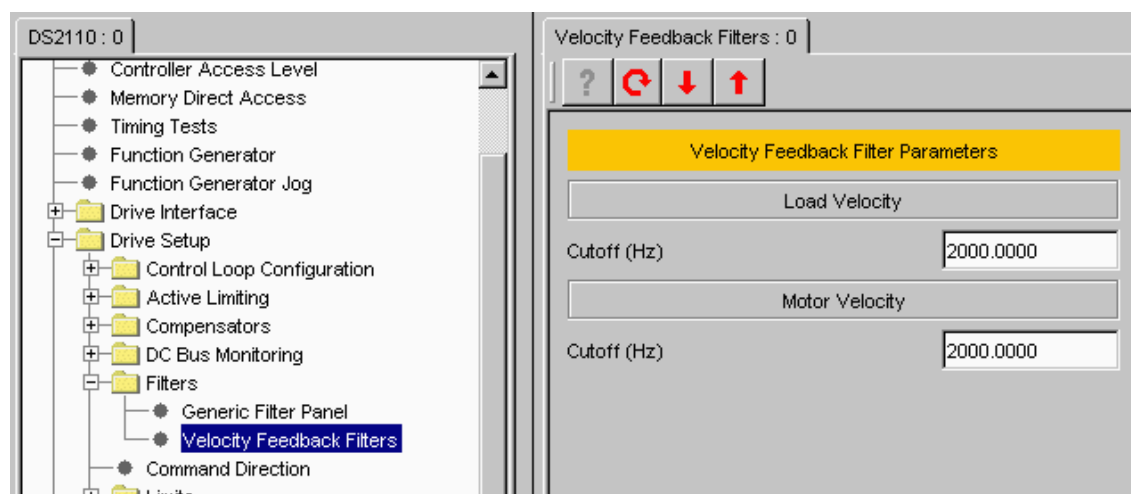 DS2110 : 0
Controller Access Level
Memory Direct Access
Timing Tests
Function Generator
Function Generator Jog
Drive Interface
Drive Setup
Control Loop Configuration
Active Limiting
Compensators
DC Bus Monitoring
Filters
Generic Filter Panel
Velocity Feedback Filters
Command Direction
Limits
Velocity Feedback Filters : 0
?
Velocity Feedback Filter Parameters
Load Velocity
Cutoff (Hz) 2000.0000
Motor Velocity
Cutoff (Hz) 2000.0000